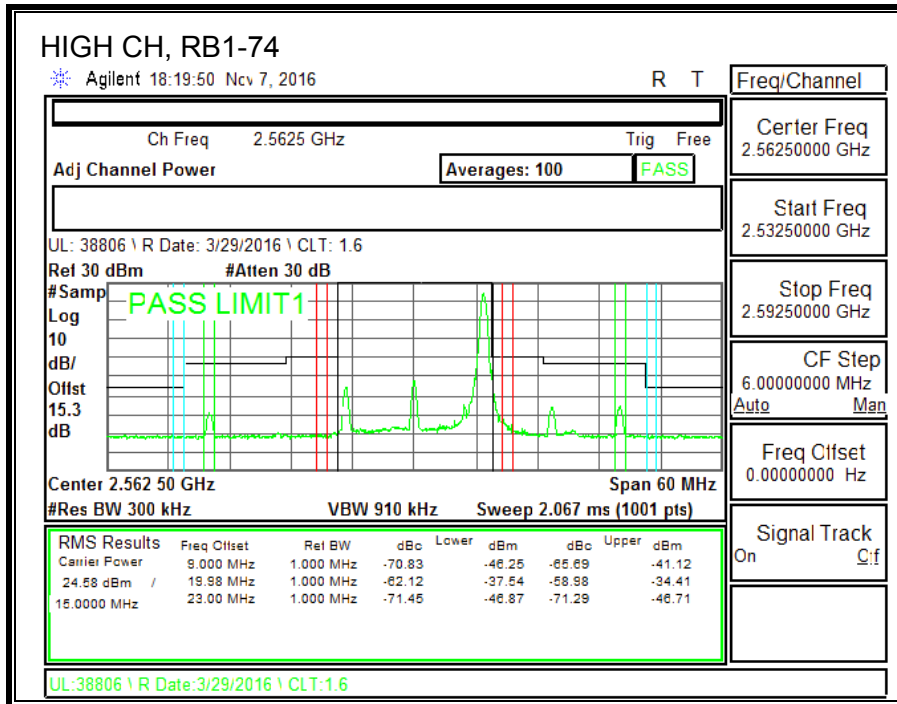 HIGH CH, RB1-74
Agilent 18:19:50 Nov 7, 2016 R T
Ch Freq 2.5625 GHz Trig Free
Adj Channel Power Averages: 100 PASS
UL: 38806 \ R Date: 3/29/2016 \ CLT: 1.6
Ref 30 dBm #Atten 30 dB
#Samp
Log
10
dB/
Offst
15.3
dB
PASS LIMIT1
Center 2.562 50 GHz Span 60 MHz
#Res BW 300 kHz VBW 910 kHz Sweep 2.067 ms (1001 pts)
RMS Results Freq Offset Ref BW dBc Lower dBm dBc Upper dBm
Carrier Power 9.000 MHz 1.000 MHz -70.83 -46.25 -65.69 -41.12
24.58 dBm / 19.98 MHz 1.000 MHz -62.12 -37.54 -58.98 -34.41
15.0000 MHz 23.00 MHz 1.000 MHz -71.45 -46.87 -71.29 -46.71
UL:38806 \ R Date:3/29/2016 \ CLT:1.6
Freq/Channel
Center Freq
2.56250000 GHz
Start Freq
2.53250000 GHz
Stop Freq
2.59250000 GHz
CF Step
6.00000000 MHz
Auto Man
Freq Offset
0.00000000 Hz
Signal Track
On Off